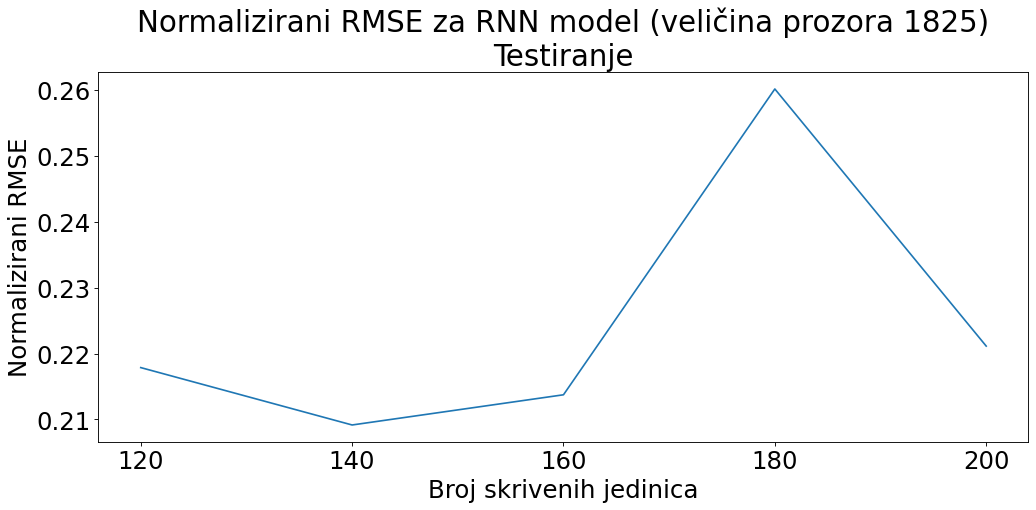 Normalizirani RMSE za RNN model (veličina prozora 1825)
Testiranje
Normalizirani RMSE
0.26
0.25
0.24
0.23
0.22
0.21
120 140 160 180 200
Broj skrivenih jedinica